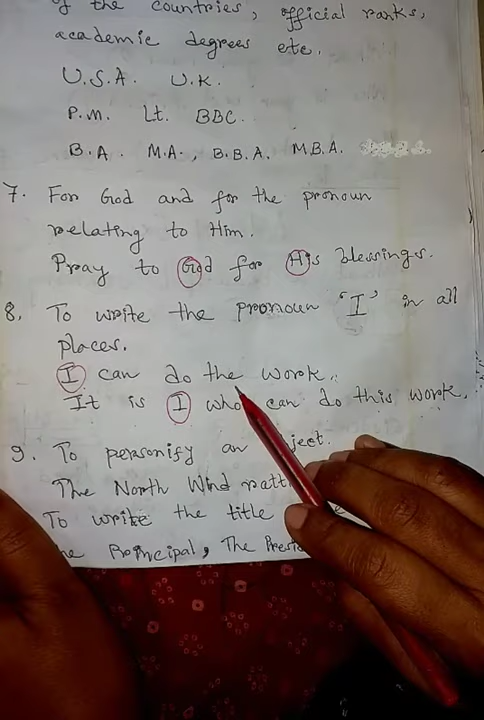 of the countries, official ranks,
academic degrees etc.
U.S.A. U.K.
P.M. Lt. BBC.
B.A. M.A., B.B.A. M.B.A.
7. For God and for the pronoun
relating to Him.
Pray to God for His blessings.
8. To write the pronoun 'I' in all
places.
I can do the work.
It is I who can do this work.
9. To personify an
The North Wind
To write the title
Principal, The